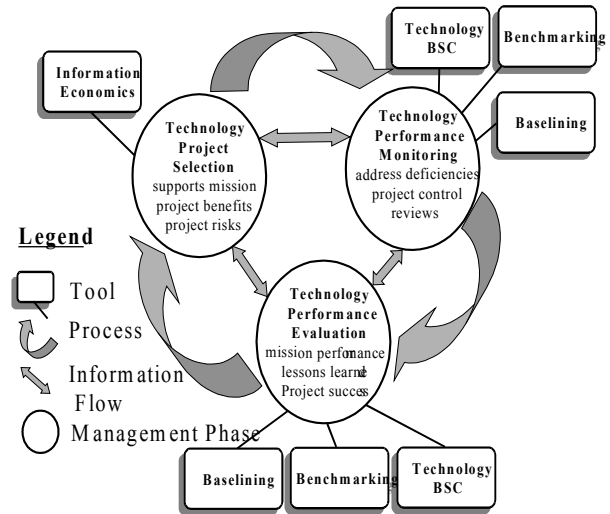 Technology
BSC
Benchmarking
Information
Economics
Baselining
Technology
Project
Selection
supports mission
project benefits
project risks
Technology
Performance
Monitoring
address deficiencies
project control
reviews
Legend
Tool
Process
Information
Flow
Management Phase
Technology
Performance
Evaluation
mission performance
lessons learned
Project succes
Baselining
Benchmarking
Technology
BSC